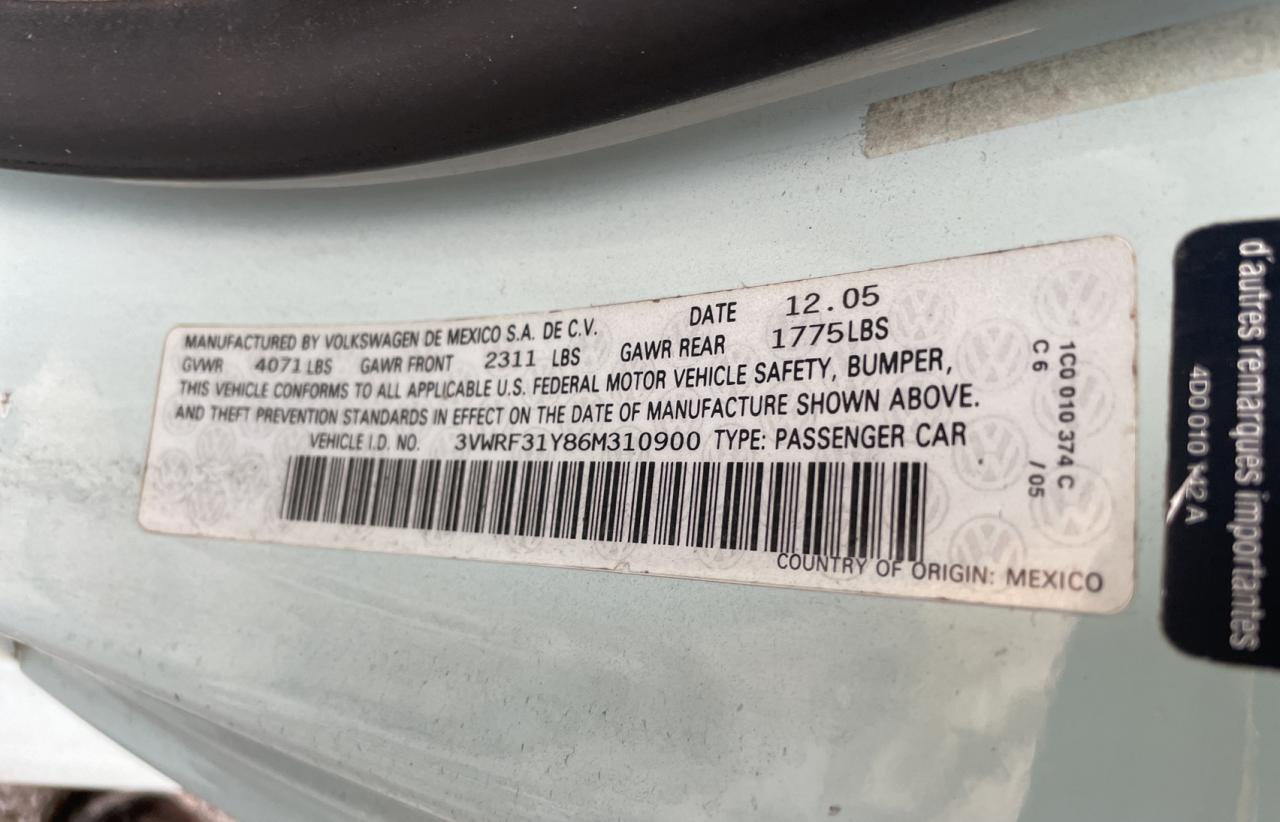 MANUFACTURED BY VOLKSWAGEN DE MEXICO S.A. DE C.V. DATE 12.05
GVWR 4071 LBS GAWR FRONT 2311 LBS GAWR REAR 1775LBS
THIS VEHICLE CONFORMS TO ALL APPLICABLE U.S. FEDERAL MOTOR VEHICLE SAFETY, BUMPER,
AND THEFT PREVENTION STANDARDS IN EFFECT ON THE DATE OF MANUFACTURE SHOWN ABOVE.
VEHICLE I.D. NO. 3VWRF31Y86M310900 TYPE: PASSENGER CAR
COUNTRY OF ORIGIN: MEXICO
1C0 010 374 C
C6 /05
d'autres remarques importantes
4D0 010 A